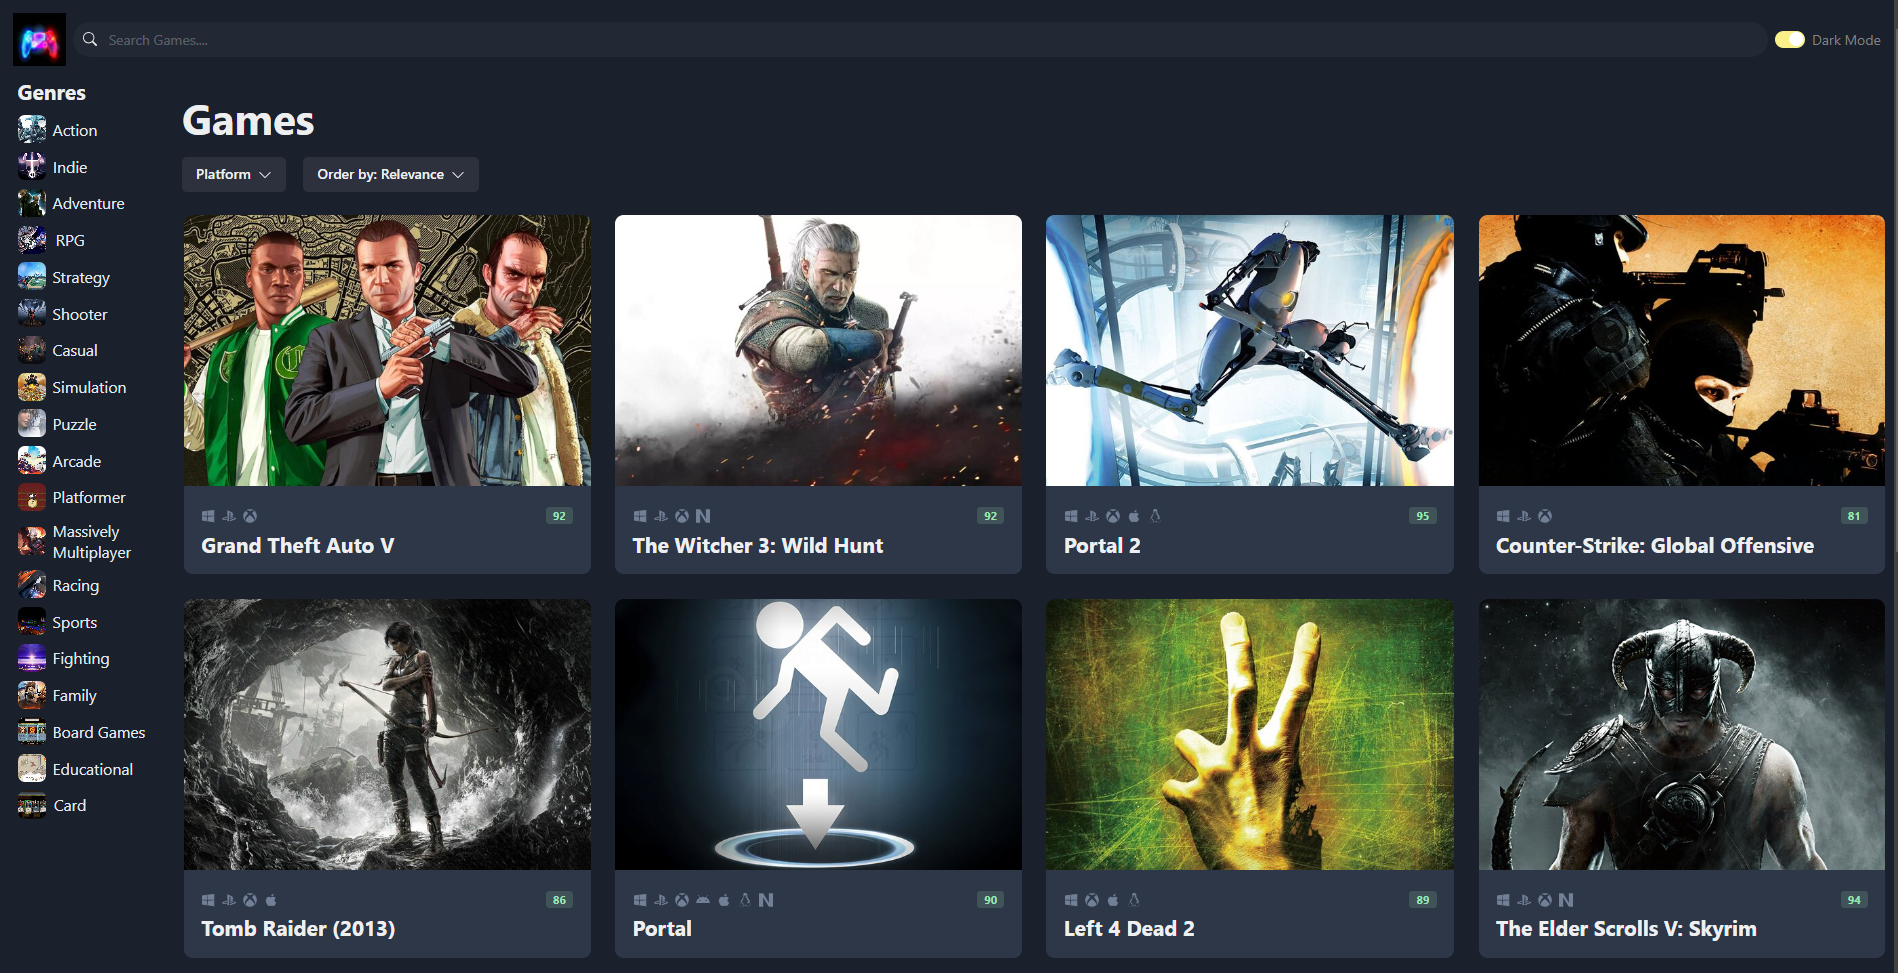 Search Games....
Dark Mode
Genres
Action
Indie
Adventure
RPG
Strategy
Shooter
Casual
Simulation
Puzzle
Arcade
Platformer
Massively
Multiplayer
Racing
Sports
Fighting
Family
Board Games
Educational
Card
Games
Platform
Order by: Relevance
92
Grand Theft Auto V
92
The Witcher 3: Wild Hunt
95
Portal 2
81
Counter-Strike: Global Offensive
86
Tomb Raider (2013)
90
Portal
89
Left 4 Dead 2
94
The Elder Scrolls V: Skyrim